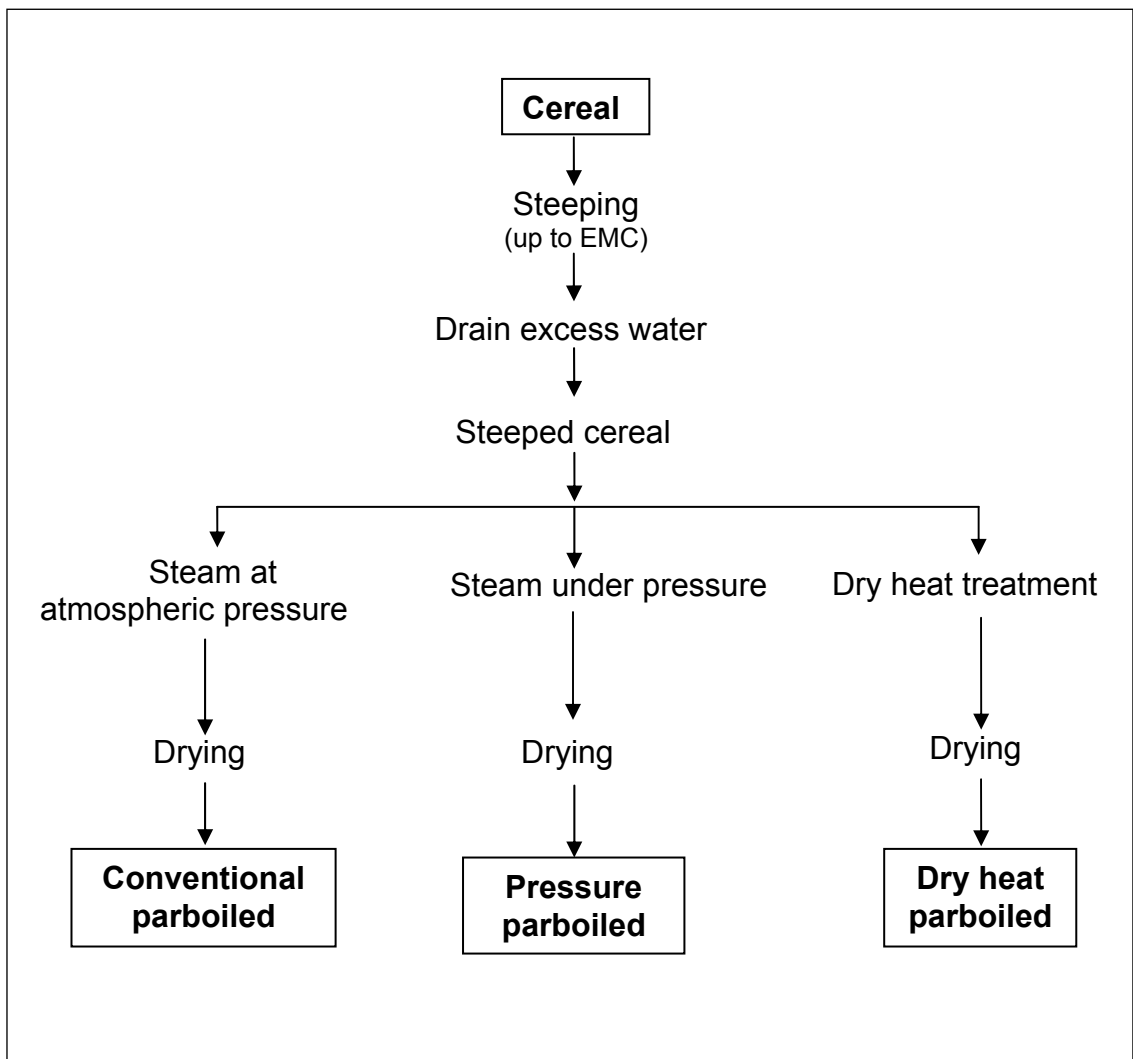 Cereal
Steeping
(up to EMC)
Drain excess water
Steeped cereal
Steam at
atmospheric pressure
Steam under pressure
Dry heat treatment
Drying
Drying
Drying
Conventional
parboiled
Pressure
parboiled
Dry heat
parboiled